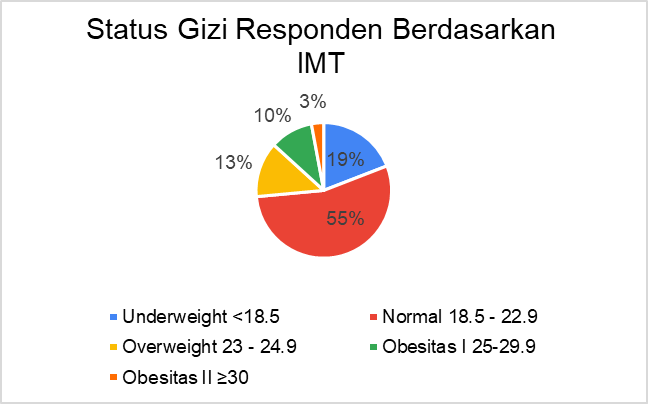 Status Gizi Responden Berdasarkan
IMT
3%
10%
19%
13%
55%
Underweight <18.5
Normal 18.5 - 22.9
Overweight 23 - 24.9
Obesitas I 25-29.9
Obesitas II ≥30